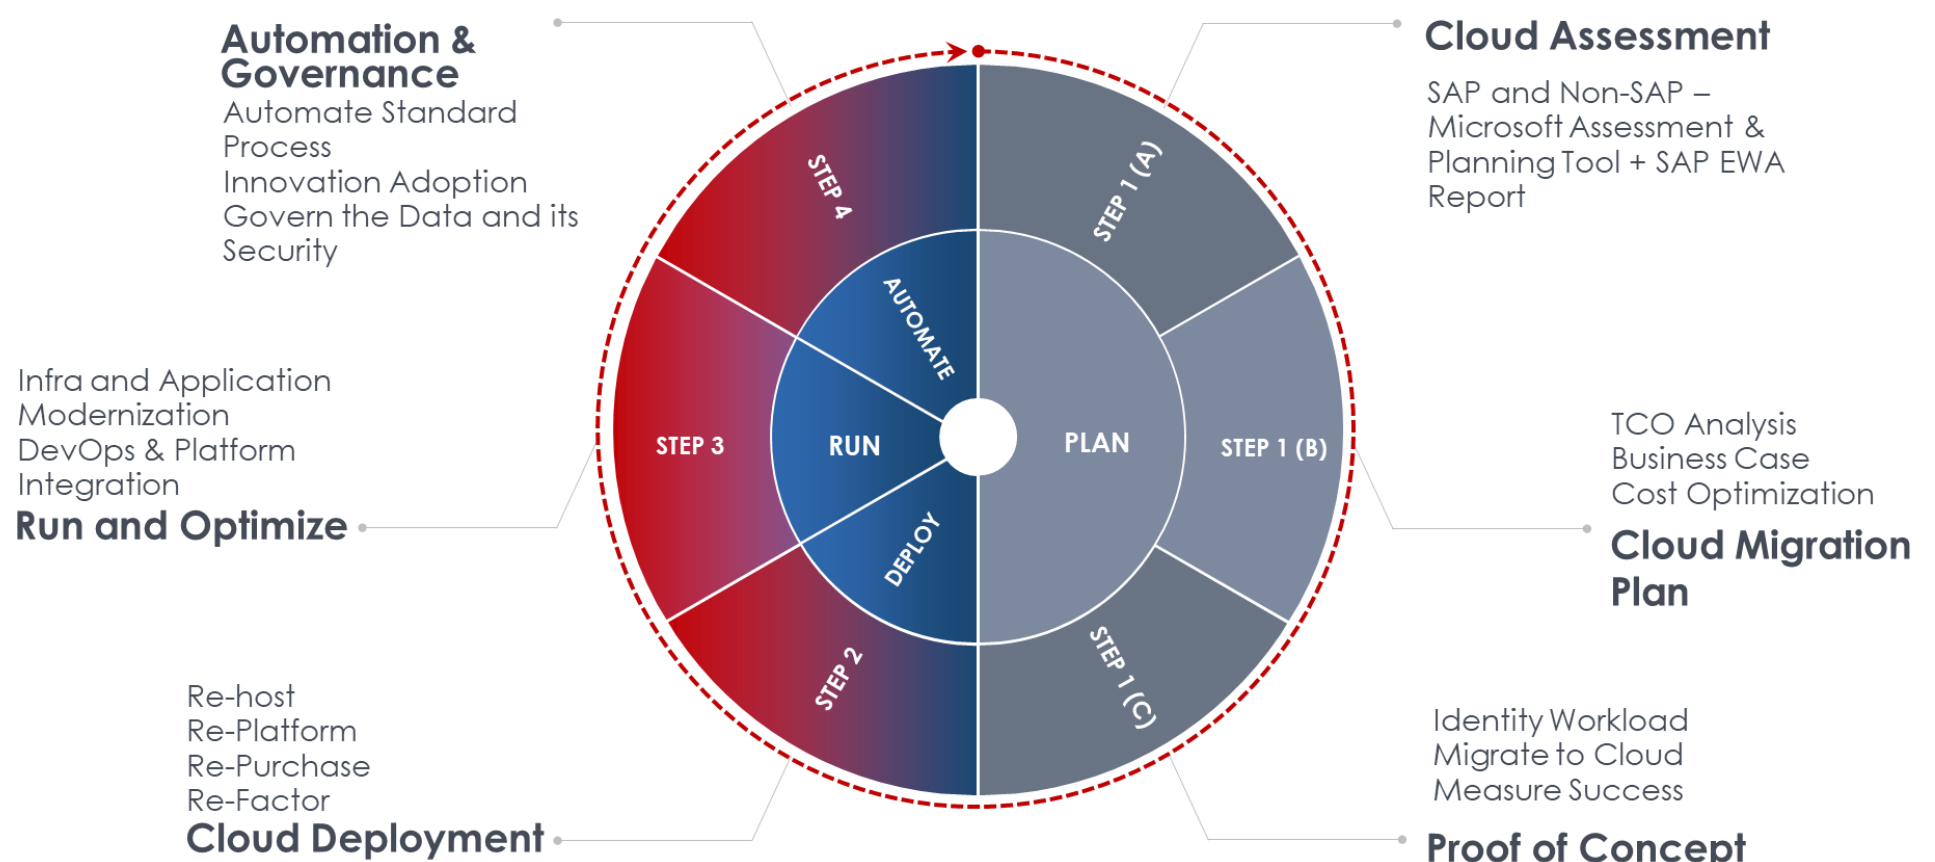 Automation &
Governance
Automate Standard
Process
Innovation Adoption
Govern the Data and its
Security
Cloud Assessment
SAP and Non-SAP –
Microsoft Assessment &
Planning Tool + SAP EWA
Report
STEP 4
STEP 1 (A)
AUTOMATE
Infra and Application
Modernization
DevOps & Platform
Integration
Run and Optimize
STEP 3
RUN
PLAN
STEP 1 (B)
TCO Analysis
Business Case
Cost Optimization
Cloud Migration
Plan
DEPLOY
STEP 2
STEP 1 (C)
Re-host
Re-Platform
Re-Purchase
Re-Factor
Cloud Deployment
Identity Workload
Migrate to Cloud
Measure Success
Proof of Concept